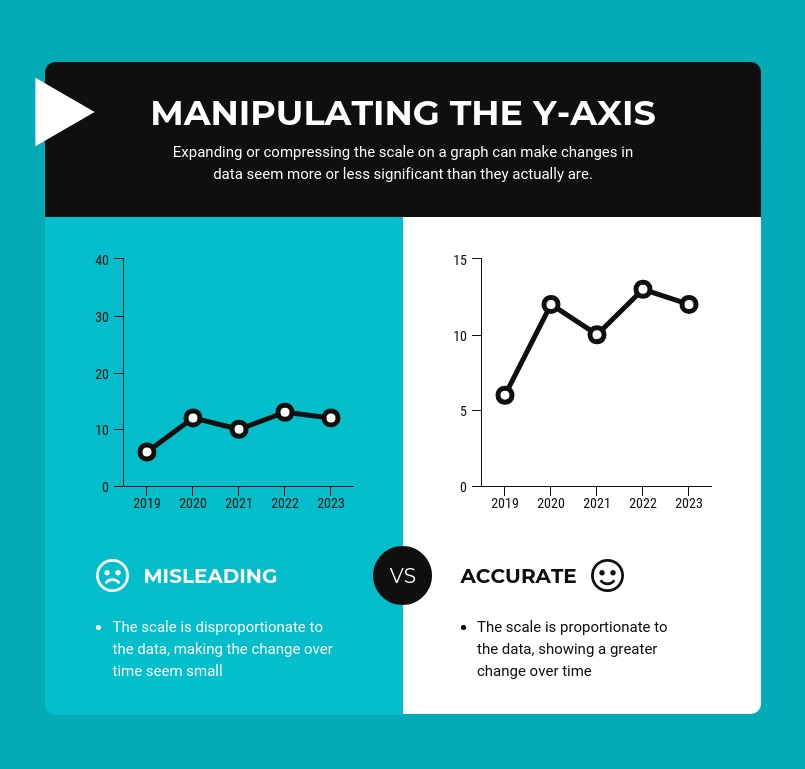 MANIPULATING THE Y-AXIS
Expanding or compressing the scale on a graph can make changes in
data seem more or less significant than they actually are.
40
30
20
10
0
2019 2020 2021 2022 2023
15
10
5
0
2019 2020 2021 2022 2023
MISLEADING
VS
ACCURATE
• The scale is disproportionate to
the data, making the change over
time seem small
• The scale is proportionate to
the data, showing a greater
change over time